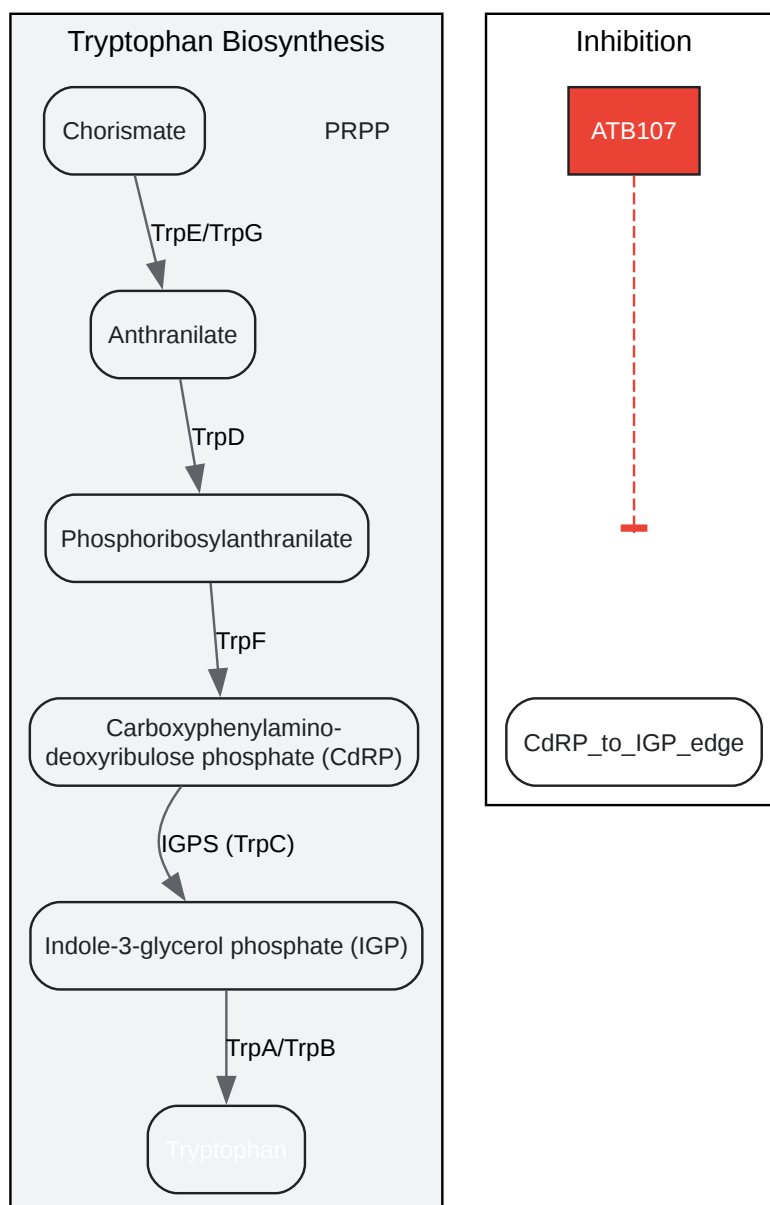 Tryptophan Biosynthesis
Chorismate
PRPP
TrpE/TrpG
Anthranilate
TrpD
Phosphoribosylanthranilate
TrpF
Carboxyphenylamino-
deoxyribulose phosphate (CdRP)
IGPS (TrpC)
Indole-3-glycerol phosphate (IGP)
TrpA/TrpB
Tryptophan
Inhibition
ATB107
CdRP_to_IGP_edge